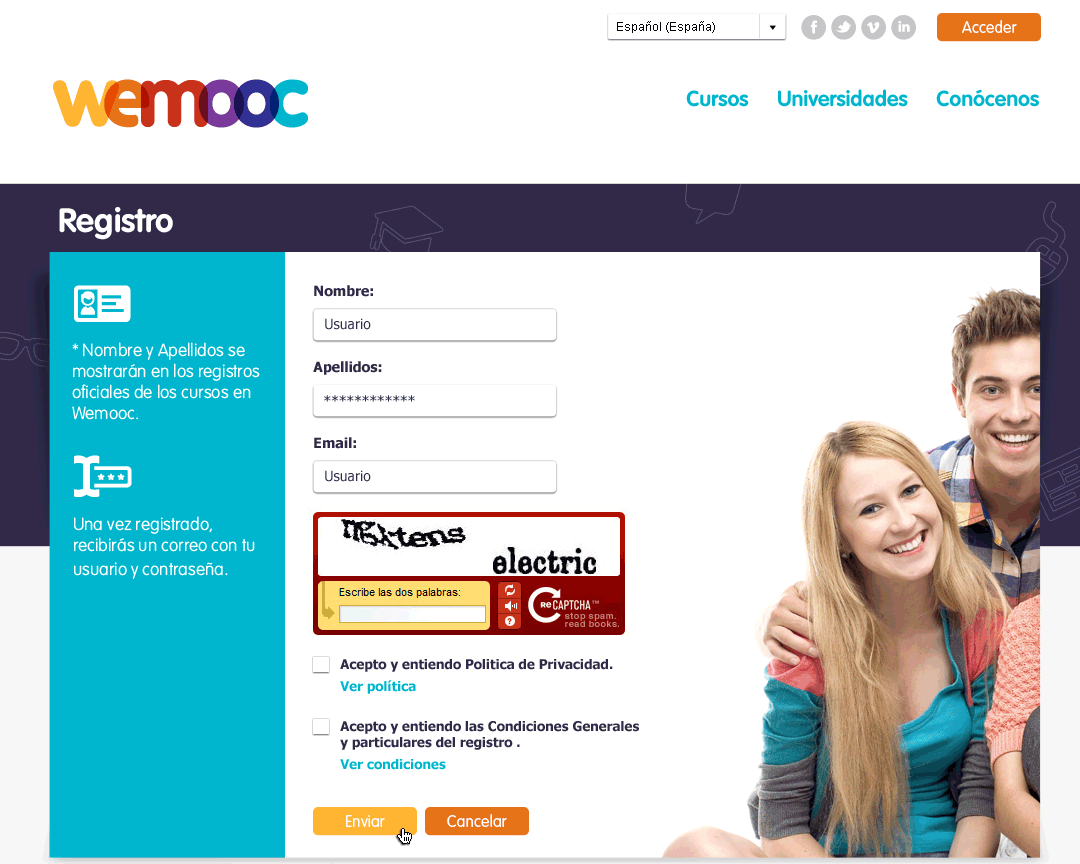 Español (España)
Acceder
wemooc
Cursos
Universidades
Conócenos
Registro
* Nombre y Apellidos se
mostrarán en los registros
oficiales de los cursos en
Wemooc.
Una vez registrado,
recibirás un correo con tu
usuario y contraseña.
Nombre:
Usuario
Apellidos:
************
Email:
Usuario
electric
Escribe las dos palabras:
reCAPTCHA™
stop spam.
read books.
Acepto y entiendo Politica de Privacidad.
Ver política
Acepto y entiendo las Condiciones Generales
y particulares del registro .
Ver condiciones
Enviar
Cancelar